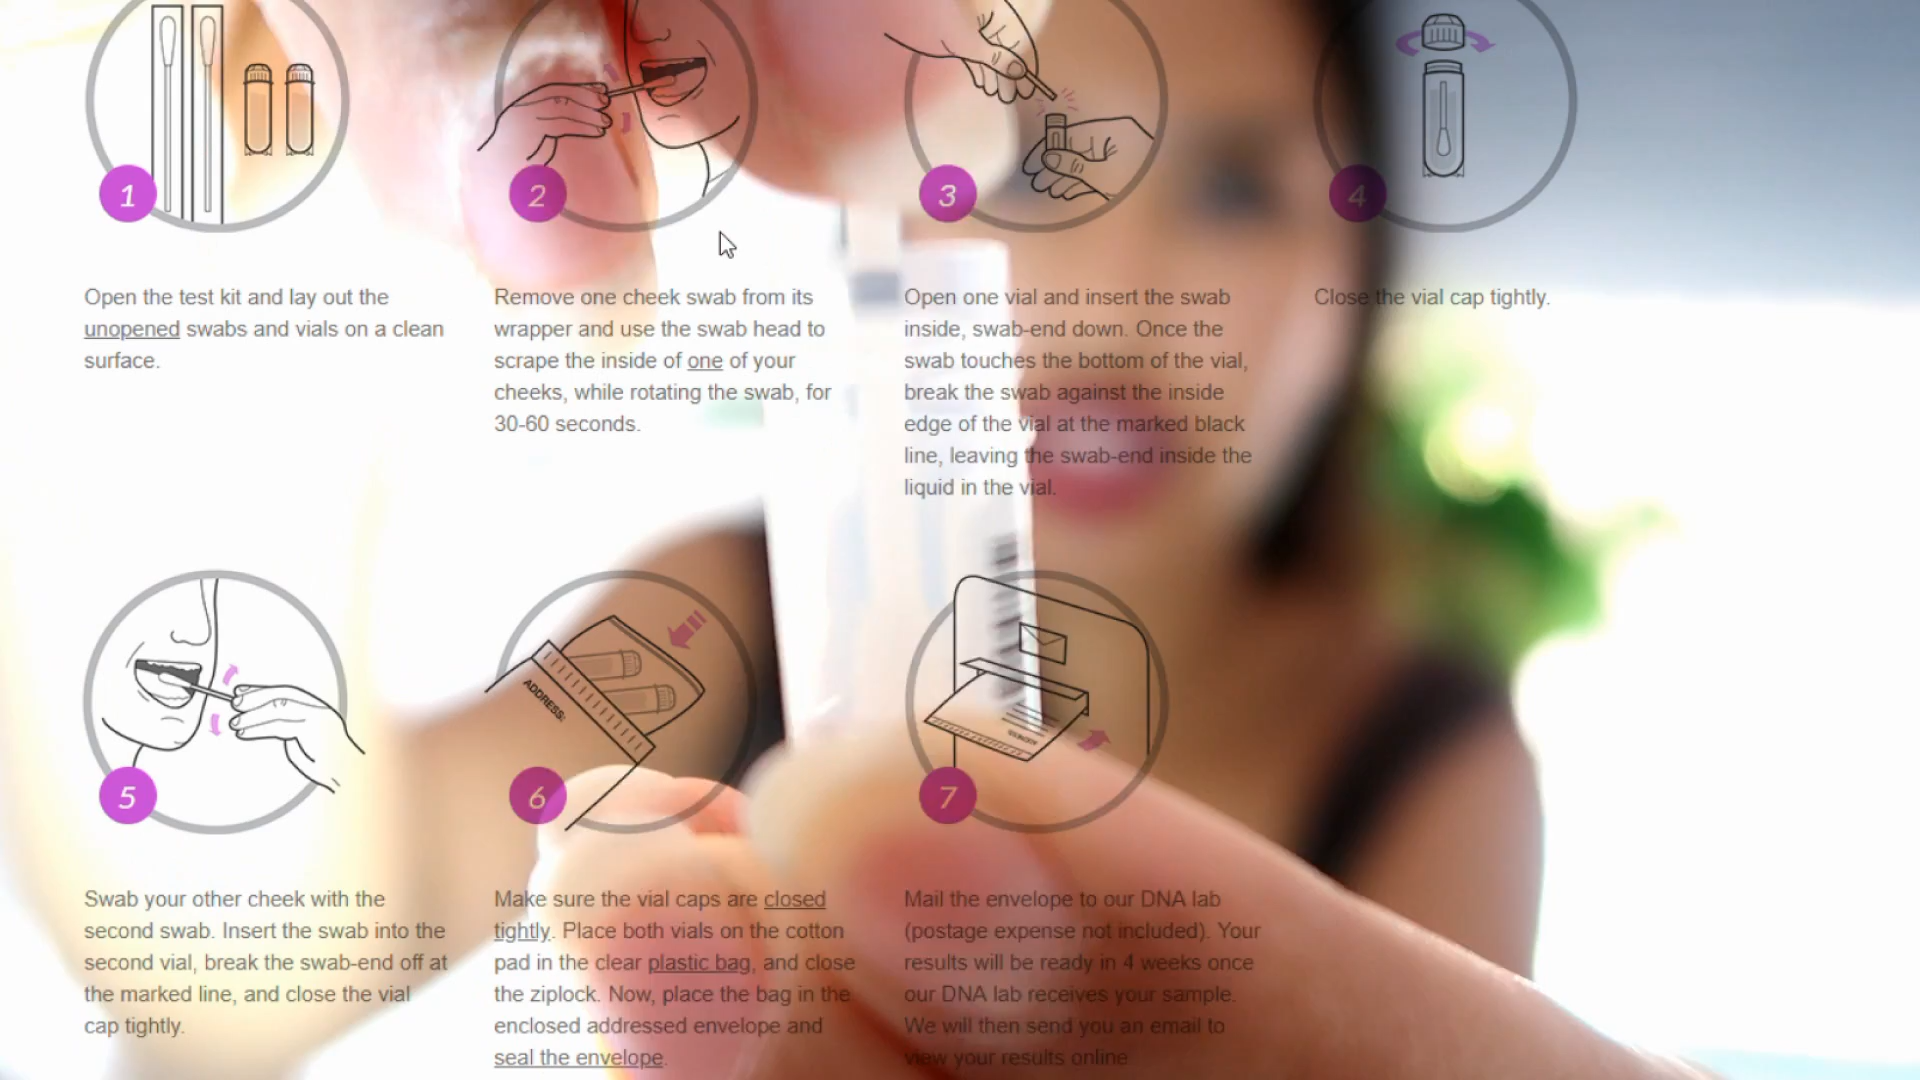 1
2
3
4
Open the test kit and lay out the
unopened swabs and vials on a clean
surface.
Remove one cheek swab from its
wrapper and use the swab head to
scrape the inside of one of your
cheeks, while rotating the swab, for
30-60 seconds.
Open one vial and insert the swab
inside, swab-end down. Once the
swab touches the bottom of the vial,
break the swab against the inside
edge of the vial at the marked black
line, leaving the swab-end inside the
liquid in the vial.
Close the vial cap tightly.
ADDRESS:
5
6
7
Swab your other cheek with the
second swab. Insert the swab into the
second vial, break the swab-end off at
the marked line, and close the vial
cap tightly.
Make sure the vial caps are closed
tightly. Place both vials on the cotton
pad in the clear plastic bag, and close
the ziplock. Now, place the bag in the
enclosed addressed envelope and
seal the envelope.
Mail the envelope to our DNA lab
(postage expense not included). Your
results will be ready in 4 weeks once
our DNA lab receives your sample.
We will then send you an email to
view your results online